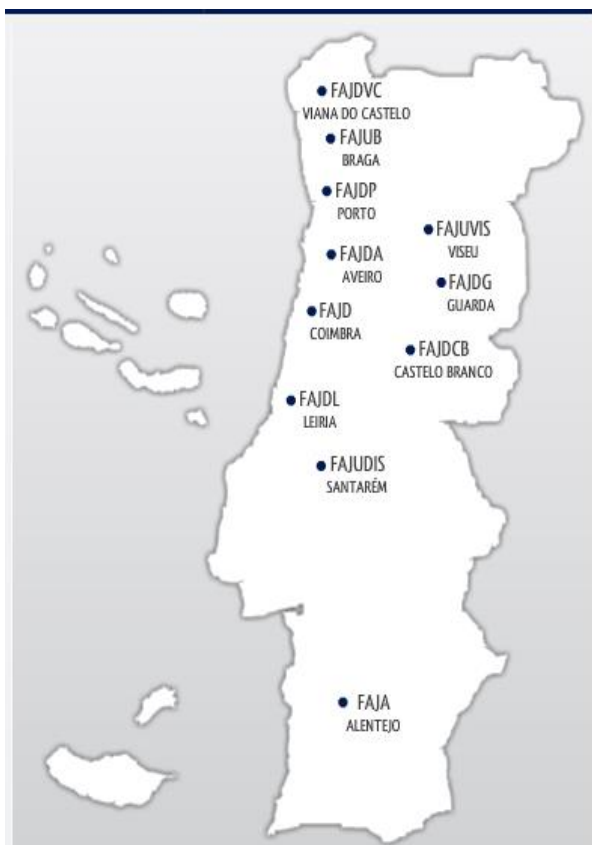 FAJDVC
VIANA DO CASTELO
FAJUB
BRAGA
FAJDP
PORTO
FAJUVIS
VISEU
FAJDA
AVEIRO
FAJDG
GUARDA
FAJD
COIMBRA
FAJDCB
CASTELO BRANCO
FAJDL
LEIRIA
FAJUDIS
SANTARÉM
FAJA
ALENTEJO